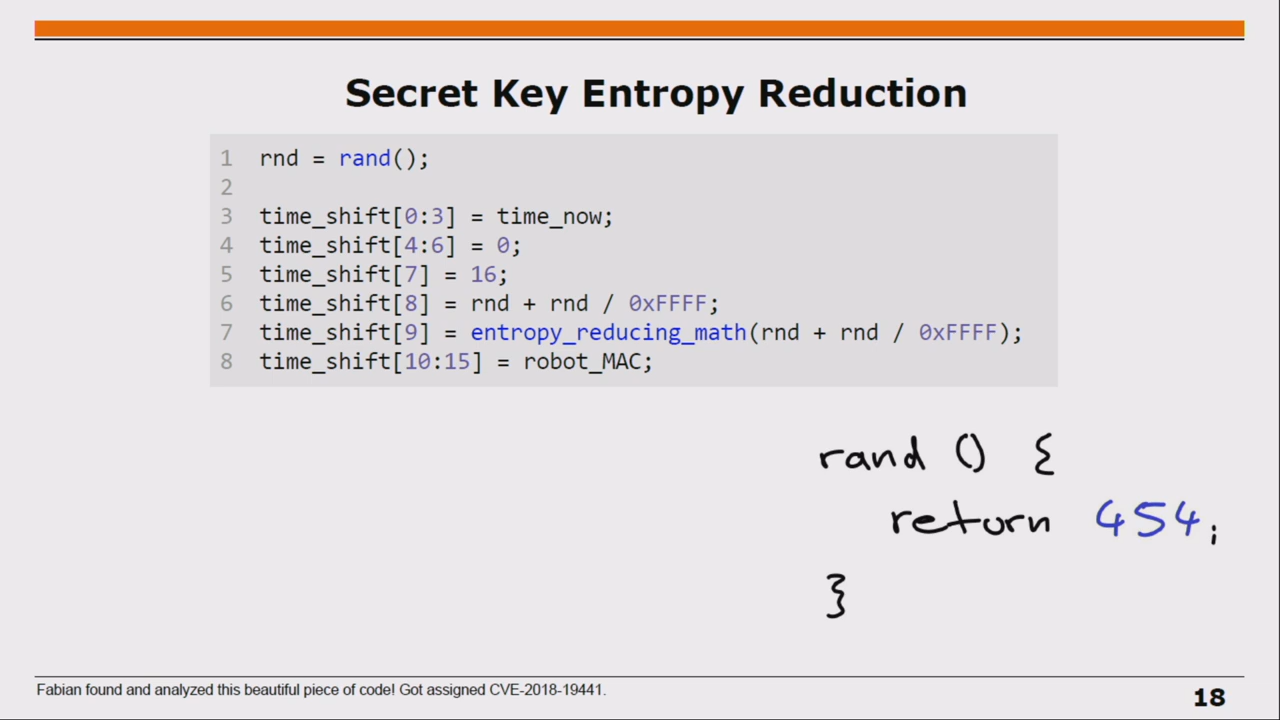 Secret Key Entropy Reduction
1 rnd = rand();
2
3 time_shift[0:3] = time_now;
4 time_shift[4:6] = 0;
5 time_shift[7] = 16;
6 time_shift[8] = rnd + rnd / 0xFFFF;
7 time_shift[9] = entropy_reducing_math(rnd + rnd / 0xFFFF);
8 time_shift[10:15] = robot_MAC;
rand () {
return 454;
}
Fabian found and analyzed this beautiful piece of code! Got assigned CVE-2018-19441.
18